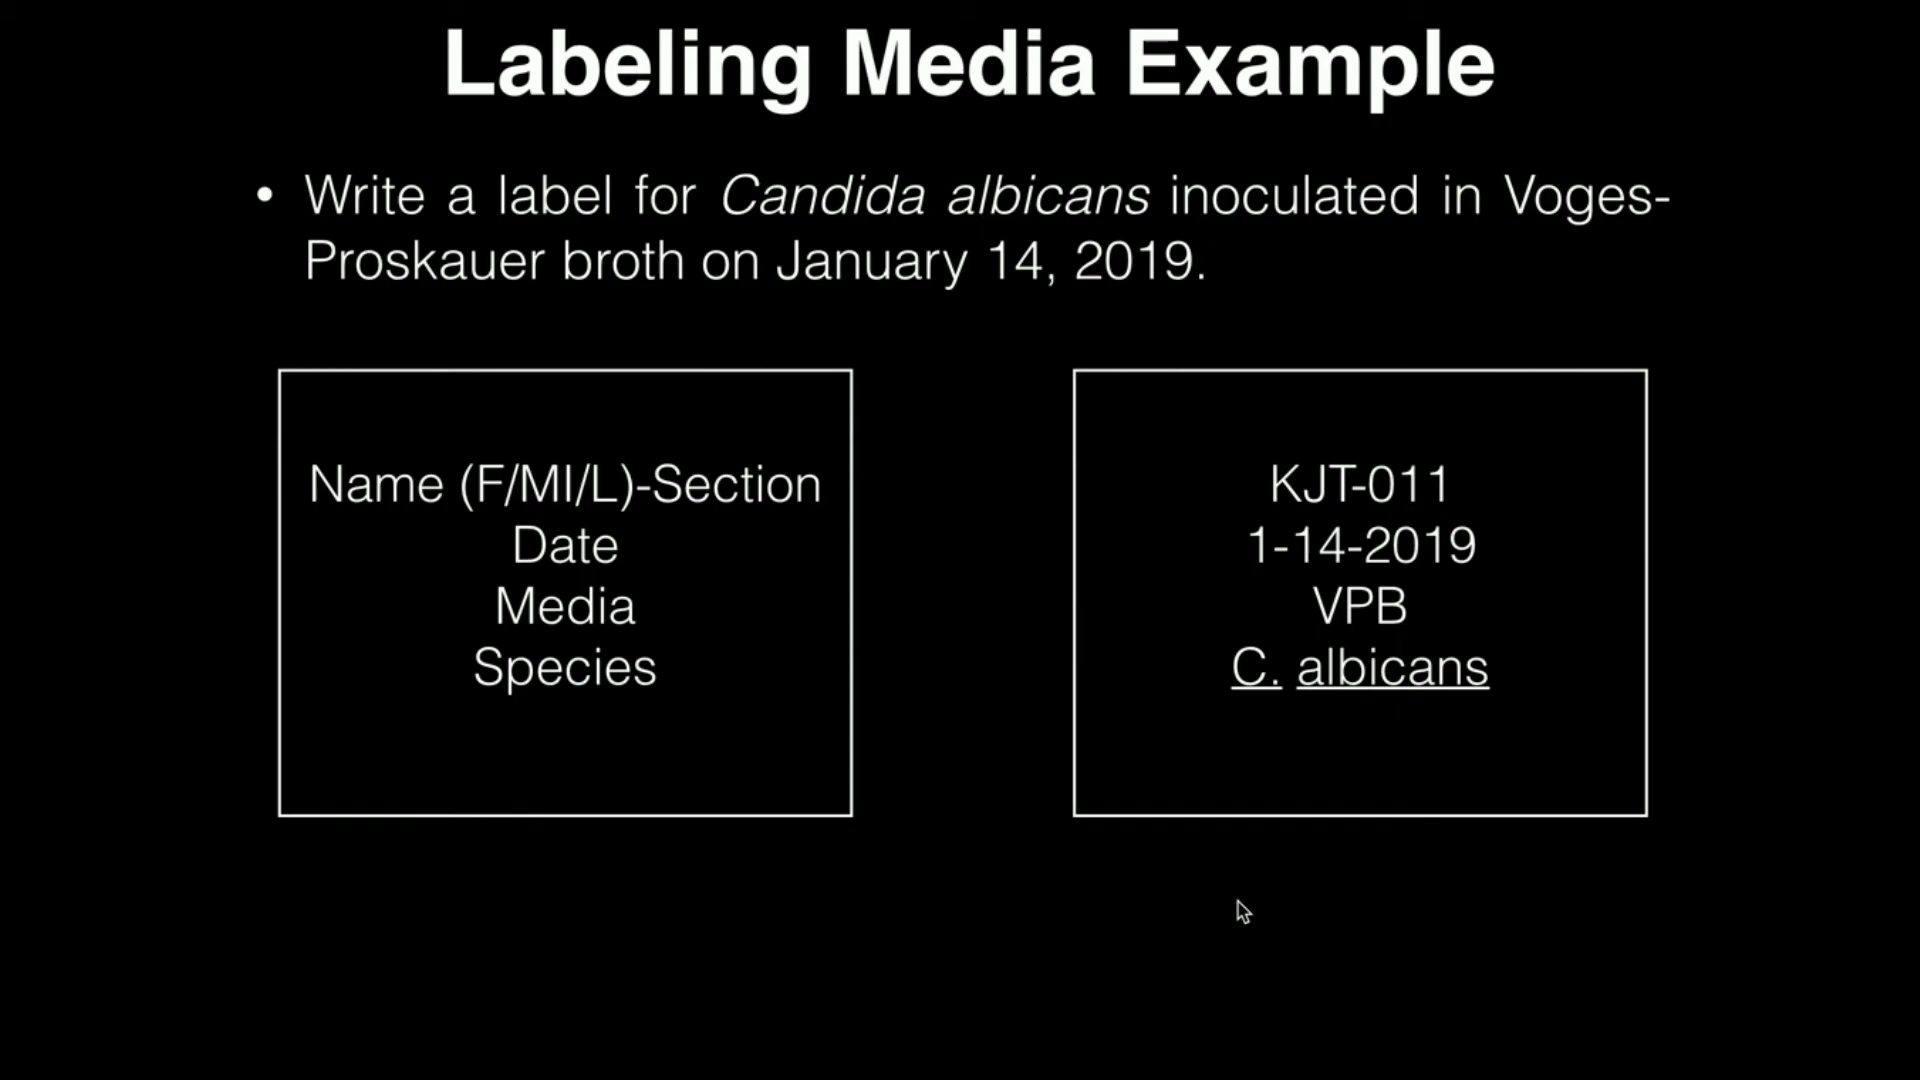 Labeling Media Example
• Write a label for Candida albicans inoculated in Voges-
Proskauer broth on January 14, 2019.
Name (F/MI/L)-Section
Date
Media
Species
KJT-011
1-14-2019
VPB
C. albicans